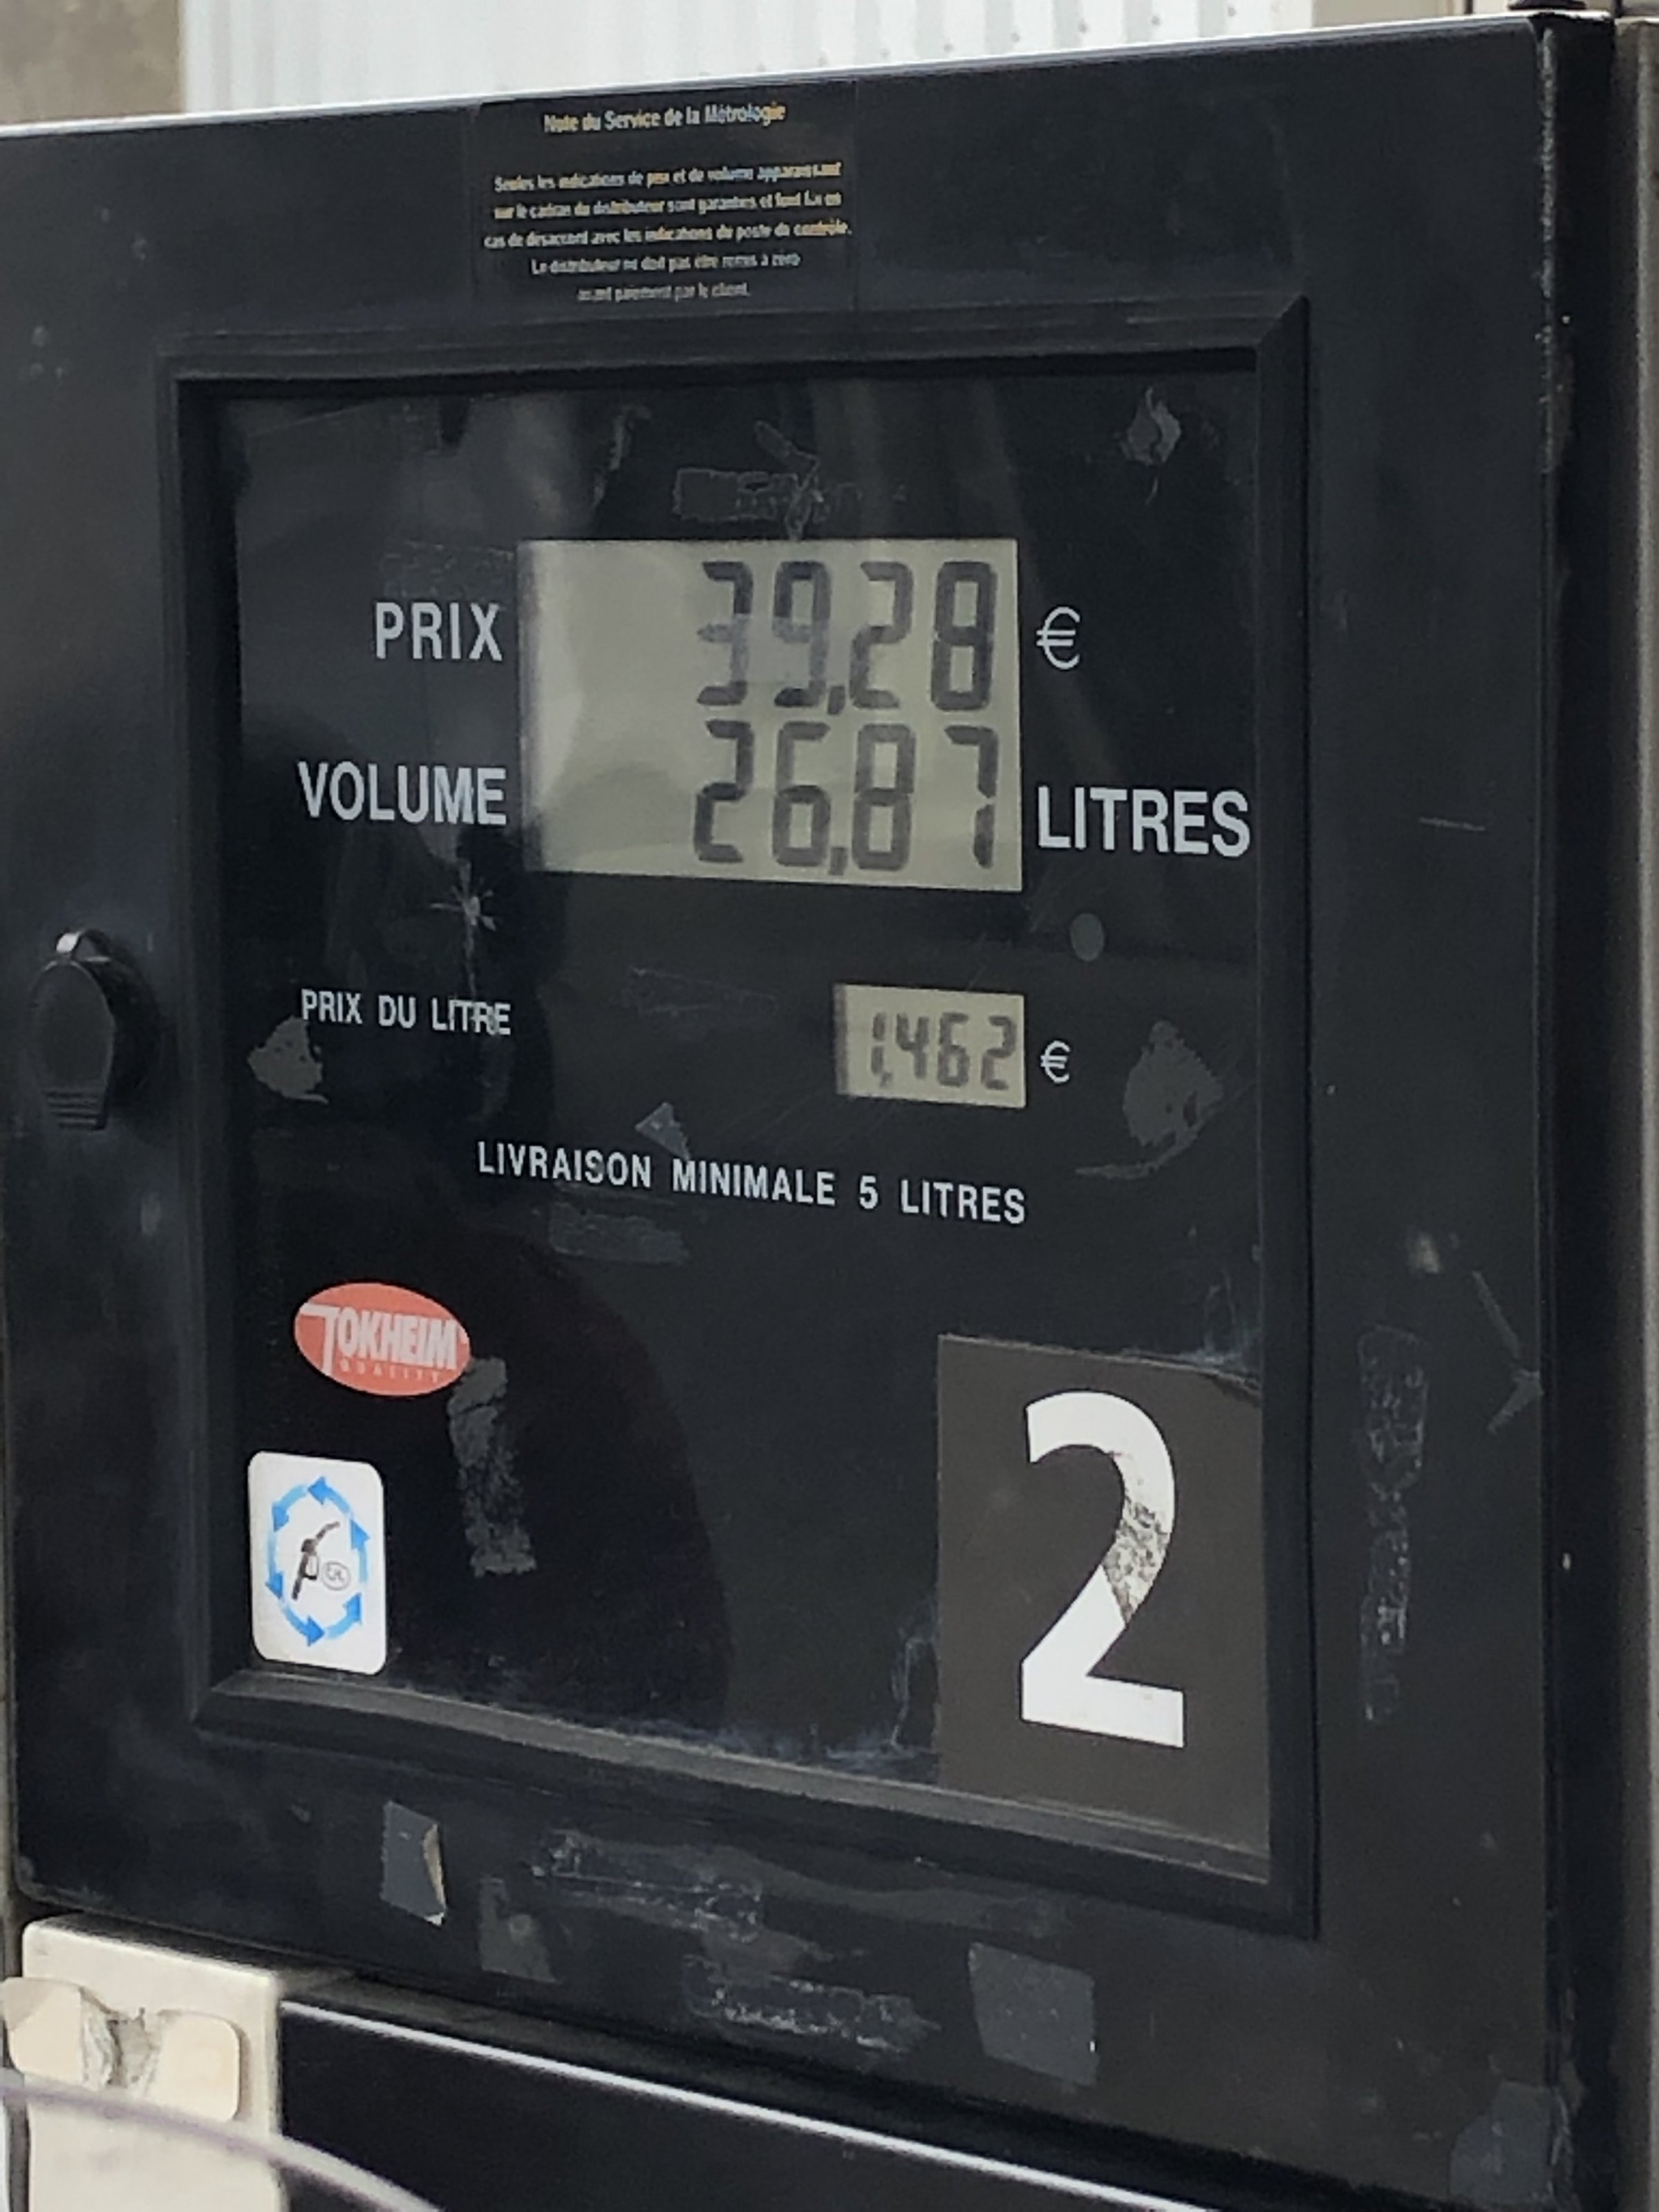 Note du Service de la Métrologie
Seules les indications de prix et de volume apparaissant
sur le cadran du distributeur sont garanties et font foi en
cas de désaccord avec les indications du poste de contrôle.
Le distributeur ne doit pas être remis à zéro
avant paiement par le client.
PRIX 39,28 €
VOLUME 26,87 LITRES
PRIX DU LITRE 1,462 €
LIVRAISON MINIMALE 5 LITRES
TOKHEIM
QUALITY
2